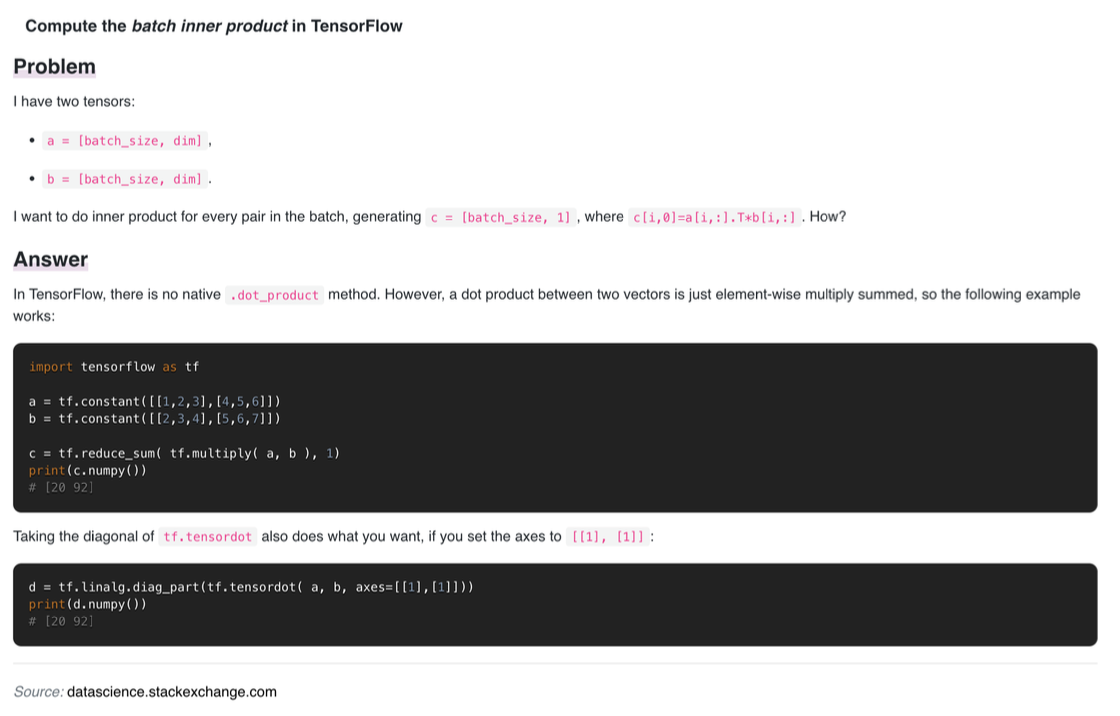 Compute the batch inner product in TensorFlow
Problem
I have two tensors:
• a = [batch_size, dim] ,
• b = [batch_size, dim] .
I want to do inner product for every pair in the batch, generating c = [batch_size, 1] , where c[i,0]=a[i,:].T*b[i,:] . How?
Answer
In TensorFlow, there is no native .dot_product method. However, a dot product between two vectors is just element-wise multiply summed, so the following example
works:
import tensorflow as tf
a = tf.constant([[1,2,3],[4,5,6]])
b = tf.constant([[2,3,4],[5,6,7]])
c = tf.reduce_sum( tf.multiply( a, b ), 1)
print(c.numpy())
# [20 92]
Taking the diagonal of tf.tensordot also does what you want, if you set the axes to [[1], [1]] :
d = tf.linalg.diag_part(tf.tensordot( a, b, axes=[[1],[1]]))
print(d.numpy())
# [20 92]
Source: datascience.stackexchange.com